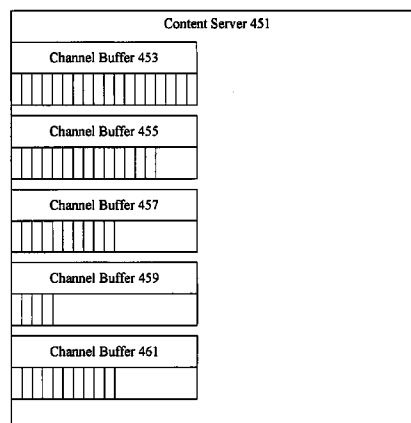 Content Server 451
Channel Buffer 453
Channel Buffer 455
Channel Buffer 457
Channel Buffer 459
Channel Buffer 461